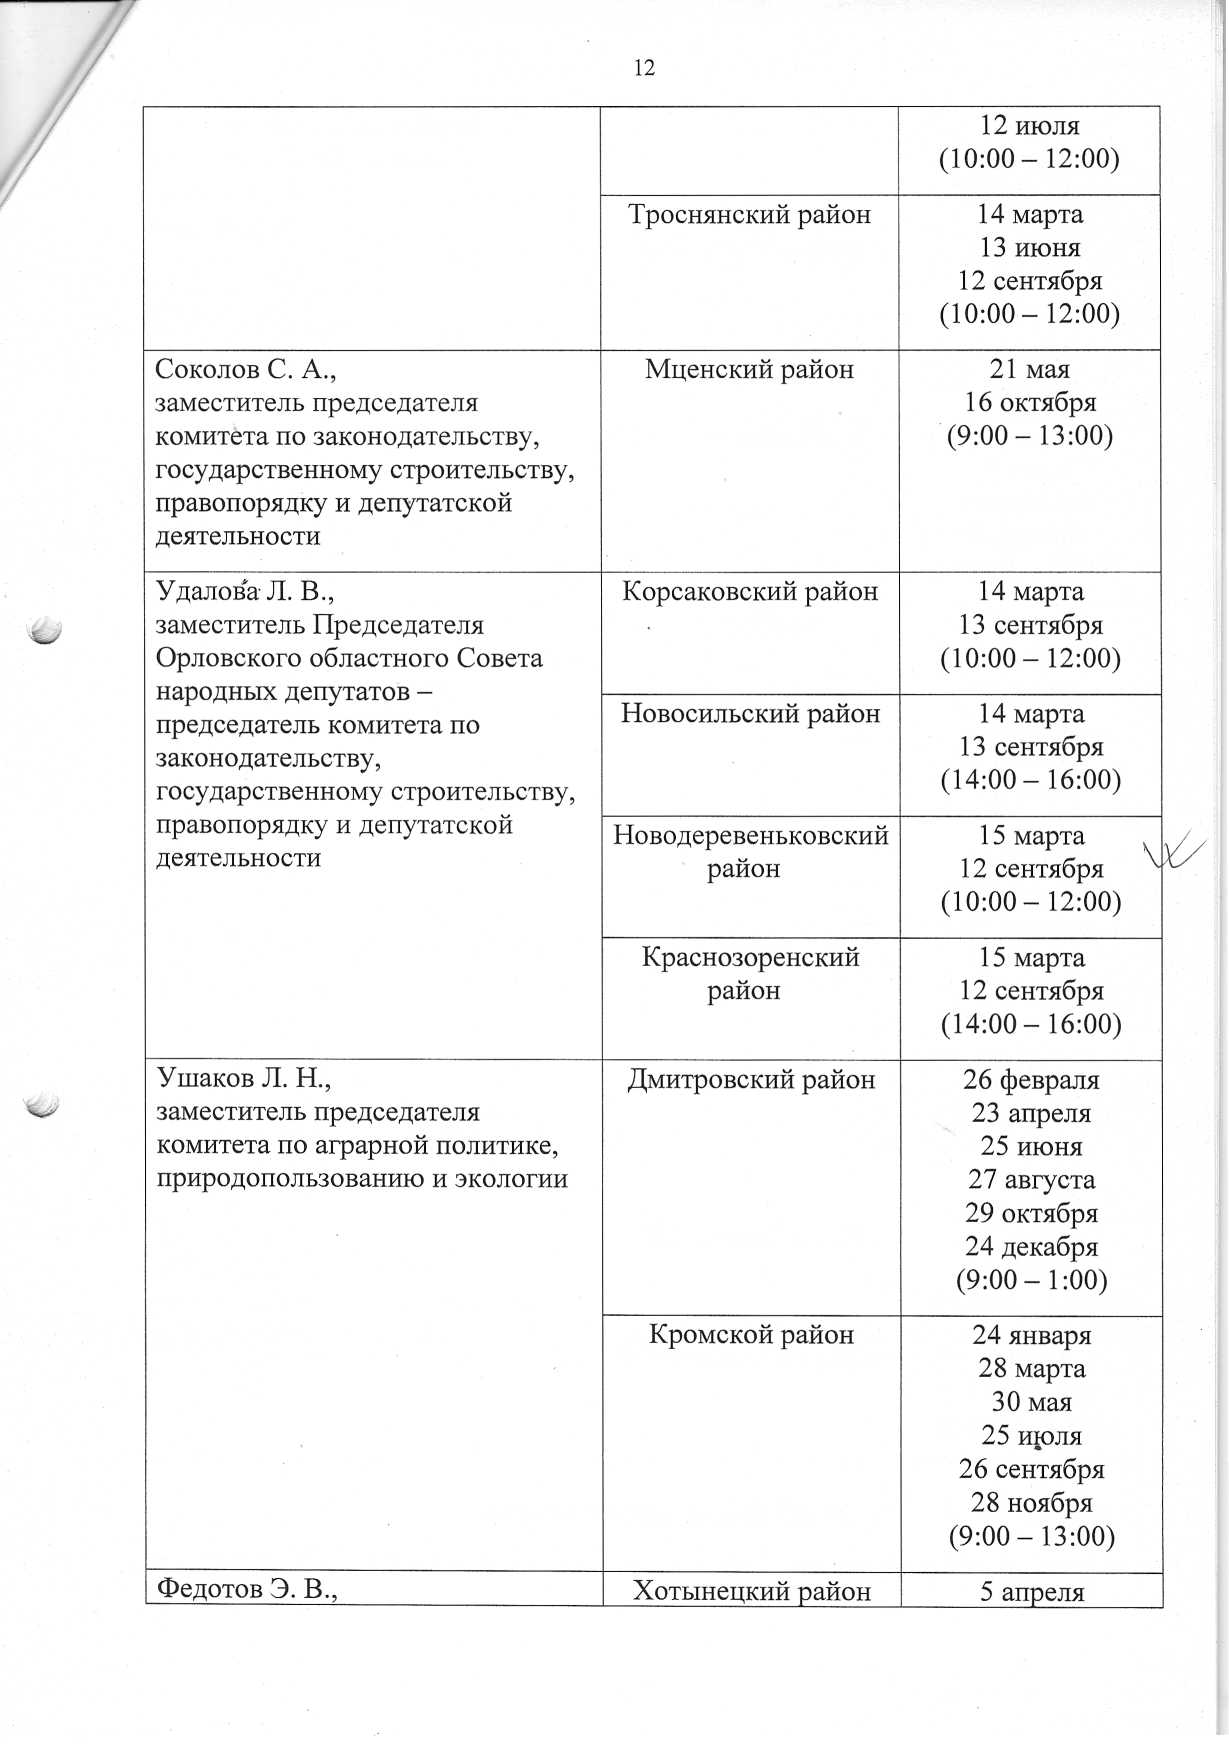 12
12 июля
(10:00 – 12:00)
Троснянский район
14 марта
13 июня
12 сентября
(10:00 – 12:00)
Соколов С. А.,
заместитель председателя
комитета по законодательству,
государственному строительству,
правопорядку и депутатской
деятельности
Мценский район
21 мая
16 октября
(9:00 – 13:00)
Удалова Л. В.,
заместитель Председателя
Орловского областного Совета
народных депутатов –
председатель комитета по
законодательству,
государственному строительству,
правопорядку и депутатской
деятельности
Корсаковский район
14 марта
13 сентября
(10:00 – 12:00)
Новосильский район
14 марта
13 сентября
(14:00 – 16:00)
Новодеревеньковский
район
15 марта
12 сентября
(10:00 – 12:00)
Краснозоренский
район
15 марта
12 сентября
(14:00 – 16:00)
Ушаков Л. Н.,
заместитель председателя
комитета по аграрной политике,
природопользованию и экологии
Дмитровский район
26 февраля
23 апреля
25 июня
27 августа
29 октября
24 декабря
(9:00 – 1:00)
Кромской район
24 января
28 марта
30 мая
25 июля
26 сентября
28 ноября
(9:00 – 13:00)
Федотов Э. В.,
Хотынецкий район
5 апреля